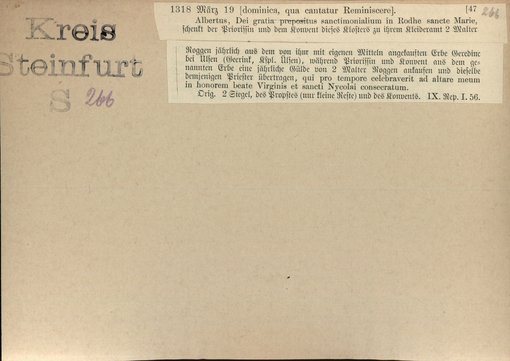 Kreis
Steinfurt
S 266
1318 März 19 [dominica, qua cantatur Reminiscere]. [47 266
Albertus, Dei gratia prepositus sanctimonialium in Rodhe sancte Marie,
schenkt der Priorissin und dem Konvent dieses Klosters zu ihrem Kleideramt 2 Malter
Roggen jährlich aus dem von ihm mit eigenen Mitteln angekauften Erbe Geredinc
bei Ulsen (Geerink, Kspl. Ülsen), während Priorissin und Konvent aus dem ge-
nannten Erbe eine jährliche Gülde von 2 Malter Roggen ankaufen und dieselbe
demjenigen Priester übertragen, qui pro tempore celebraverit ad altare meum
in honorem beate Virginis et sancti Nycolai consecratum.
Orig. 2 Siegel, des Propstes (nur kleine Reste) und des Konvents. IX. Rep. I. 56.